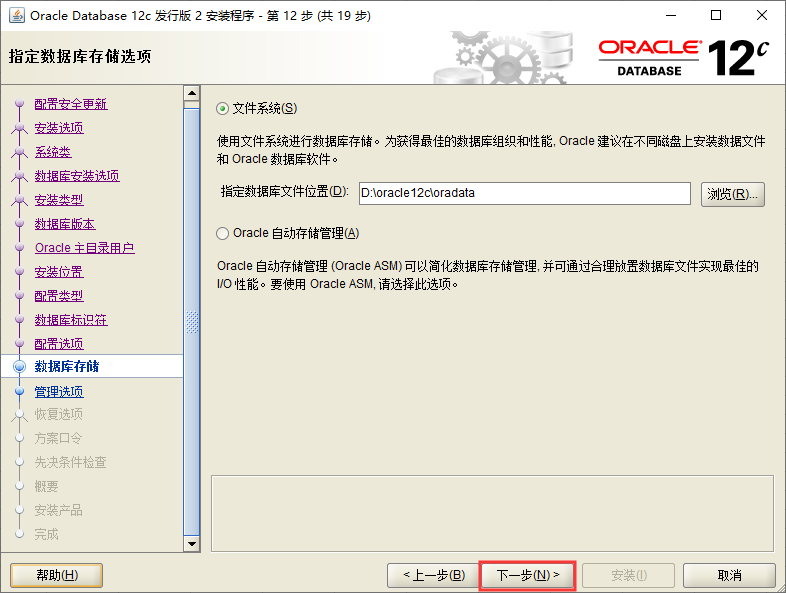 Oracle Database 12c 发行版 2 安装程序 - 第 12 步 (共 19 步)
指定数据库存储选项
ORACLE®
DATABASE
12c
配置安全更新
安装选项
系统类
数据库安装选项
安装类型
数据库版本
Oracle 主目录用户
安装位置
配置类型
数据库标识符
配置选项
数据库存储
管理选项
恢复选项
方案口令
先决条件检查
概要
安装产品
完成
文件系统(S)
使用文件系统进行数据库存储。为获得最佳的数据库组织和性能, Oracle 建议在不同磁盘上安装数据文件
和 Oracle 数据库软件。
指定数据库文件位置(D): D:\oracle12c\oradata 浏览(R)...
Oracle 自动存储管理(A)
Oracle 自动存储管理 (Oracle ASM) 可以简化数据库存储管理, 并可通过合理放置数据库文件实现最佳的
I/O 性能。要使用 Oracle ASM, 请选择此选项。
帮助(H) < 上一步(B) 下一步(N) > 安装(I) 取消